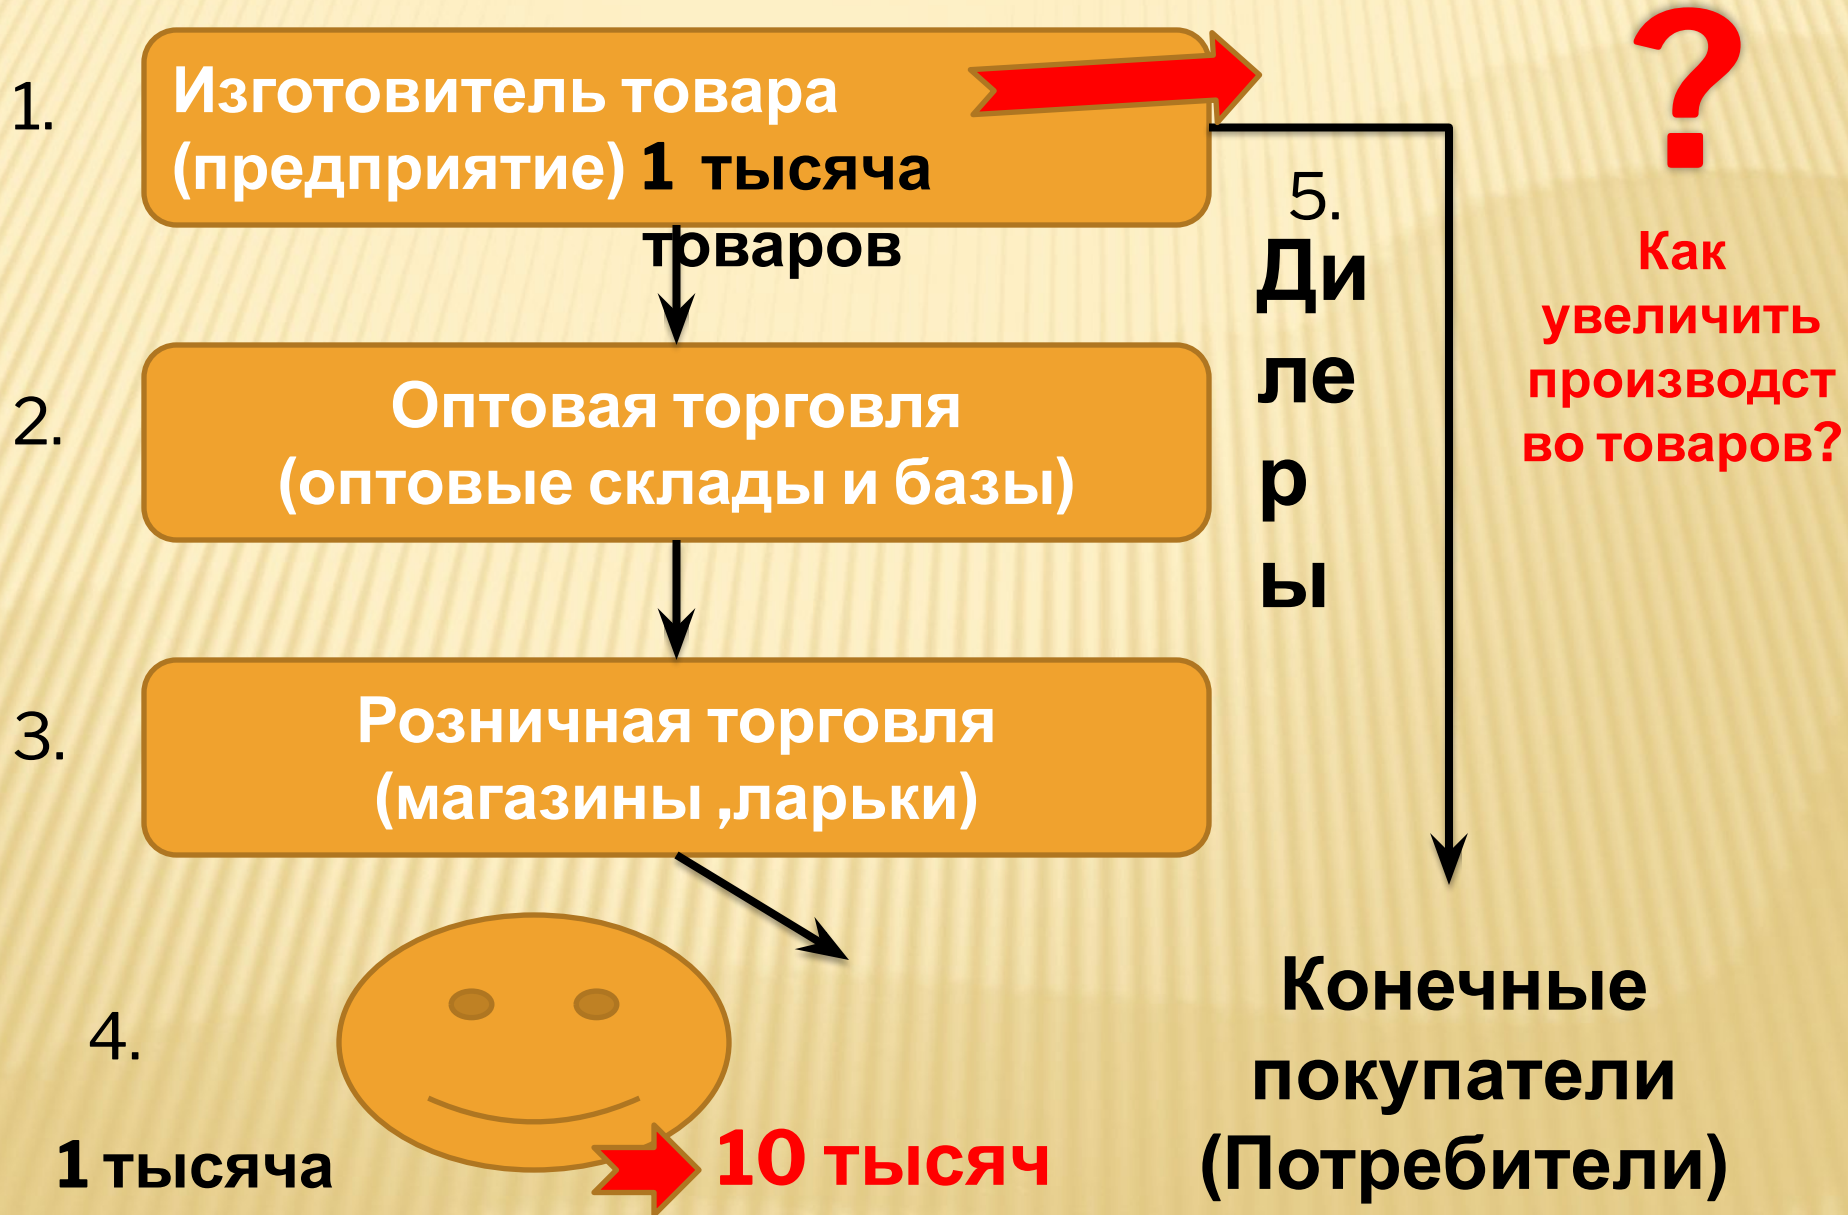 1.
Изготовитель товара
(предприятие) 1 тысяча
товаров
2.
Оптовая торговля
(оптовые склады и базы)
3.
Розничная торговля
(магазины ,ларьки)
4.
1 тысяча
10 тысяч
5.
Ди
ле
р
ы
?
Как
увеличить
производст
во товаров?
Конечные
покупатели
(Потребители)